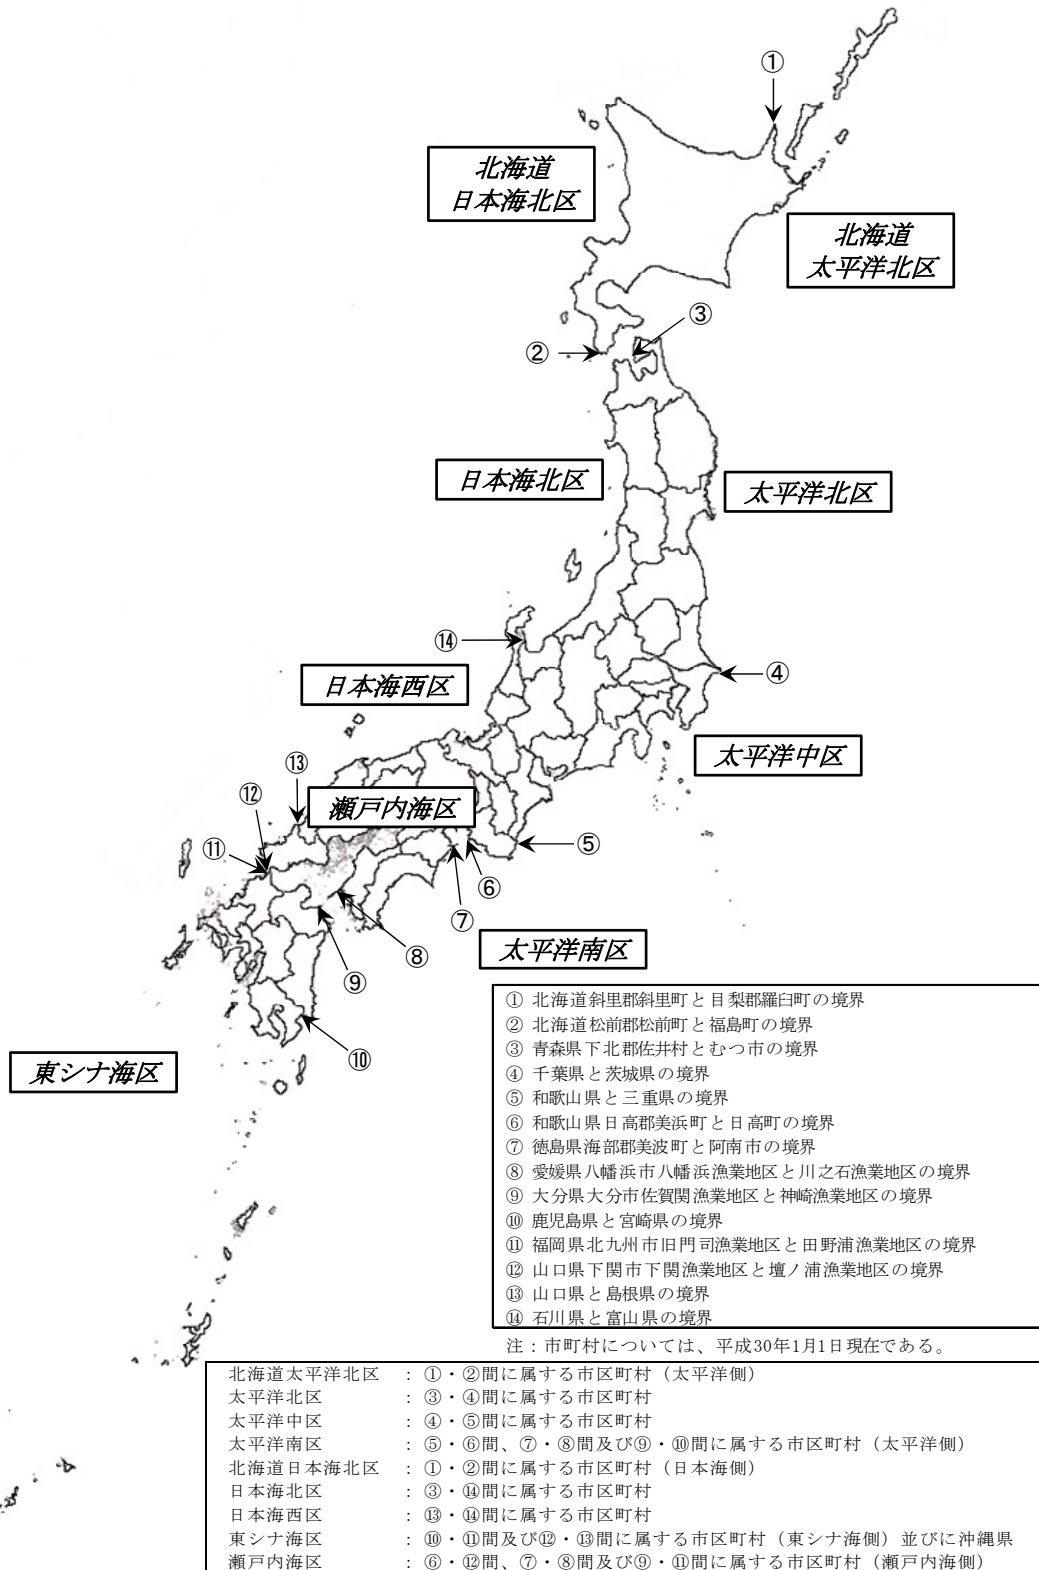 ①
北海道
日本海北区
北海道
太平洋北区
③
②
日本海北区
太平洋北区
⑭
日本海西区
④
太平洋中区
⑬
⑫
瀬戸内海区
⑪
⑤
⑥
⑦
⑧
太平洋南区
⑨
⑩
東シナ海区
① 北海道斜里郡斜里町と目梨郡羅臼町の境界
② 北海道松前郡松前町と福島町の境界
③ 青森県下北郡佐井村とむつ市の境界
④ 千葉県と茨城県の境界
⑤ 和歌山県と三重県の境界
⑥ 和歌山県日高郡美浜町と日高町の境界
⑦ 徳島県海部郡美波町と阿南市の境界
⑧ 愛媛県八幡浜市八幡浜漁業地区と川之石漁業地区の境界
⑨ 大分県大分市佐賀関漁業地区と神崎漁業地区の境界
⑩ 鹿児島県と宮崎県の境界
⑪ 福岡県北九州市旧門司漁業地区と田野浦漁業地区の境界
⑫ 山口県下関市下関漁業地区と壇ノ浦漁業地区の境界
⑬ 山口県と島根県の境界
⑭ 石川県と富山県の境界
注：市町村については、平成30年1月1日現在である。
北海道太平洋北区 ：①・②間に属する市区町村（太平洋側）
太平洋北区 ：③・④間に属する市区町村
太平洋中区 ：④・⑤間に属する市区町村
太平洋南区 ：⑤・⑥間、⑦・⑧間及び⑨・⑩間に属する市区町村（太平洋側）
北海道日本海北区 ：①・②間に属する市区町村（日本海側）
日本海北区 ：③・⑭間に属する市区町村
日本海西区 ：⑬・⑭間に属する市区町村
東シナ海区 ：⑩・⑪間及び⑫・⑬間に属する市区町村（東シナ海側）並びに沖縄県
瀬戸内海区 ：⑥・⑫間、⑦・⑧間及び⑨・⑪間に属する市区町村（瀬戸内海側）